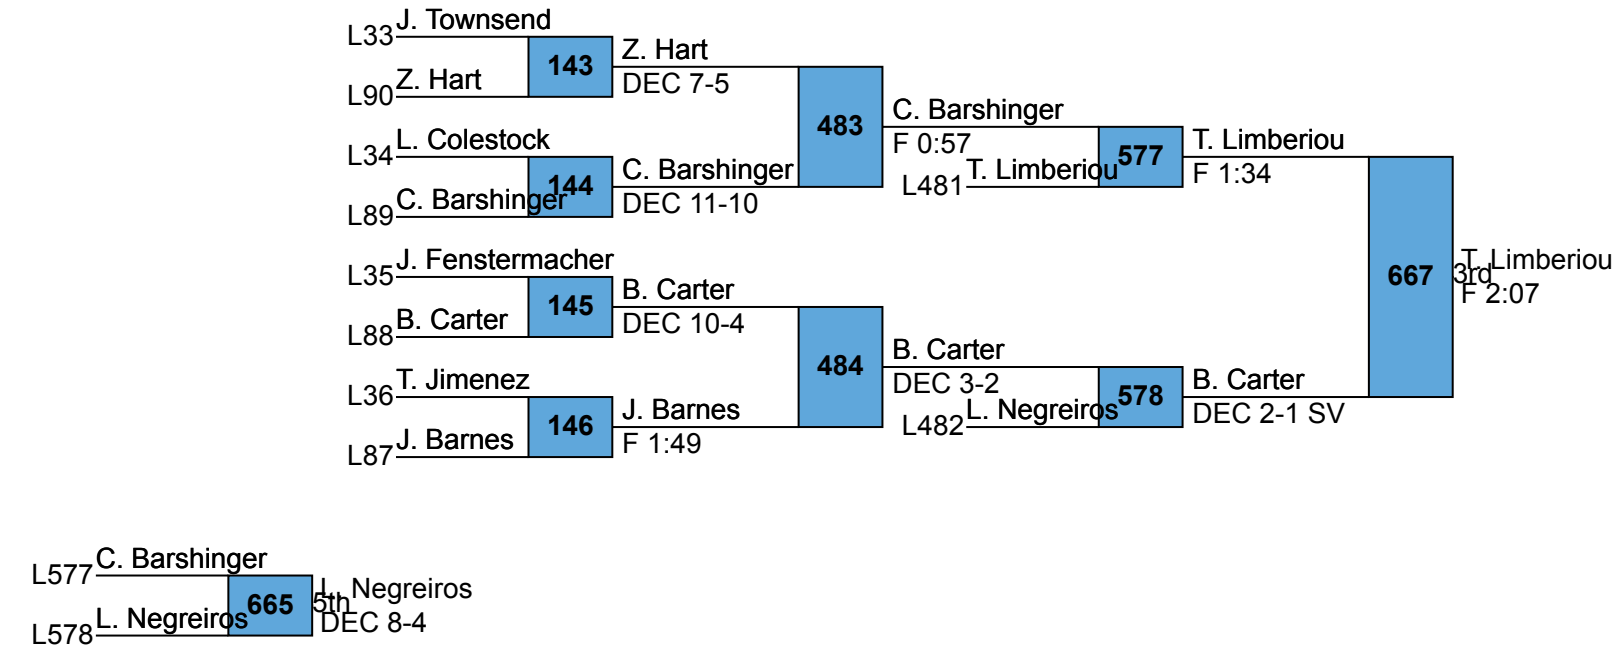 J. Townsend
L33
143
Z. Hart
DEC 7-5
Z. Hart
L90
483
C. Barshinger
F 0:57
L. Colestock
L34
144
C. Barshinger
DEC 11-10
C. Barshinger
L89
T. Limberiou
L481
577
T. Limberiou
F 1:34
J. Fenstermacher
L35
145
B. Carter
DEC 10-4
B. Carter
L88
484
B. Carter
DEC 3-2
T. Jimenez
L36
146
J. Barnes
F 1:49
J. Barnes
L87
L. Negreiros
L482
578
B. Carter
DEC 2-1 SV
667
3rd
T. Limberiou
F 2:07
C. Barshinger
L577
665
5th
L. Negreiros
DEC 8-4
L. Negreiros
L578